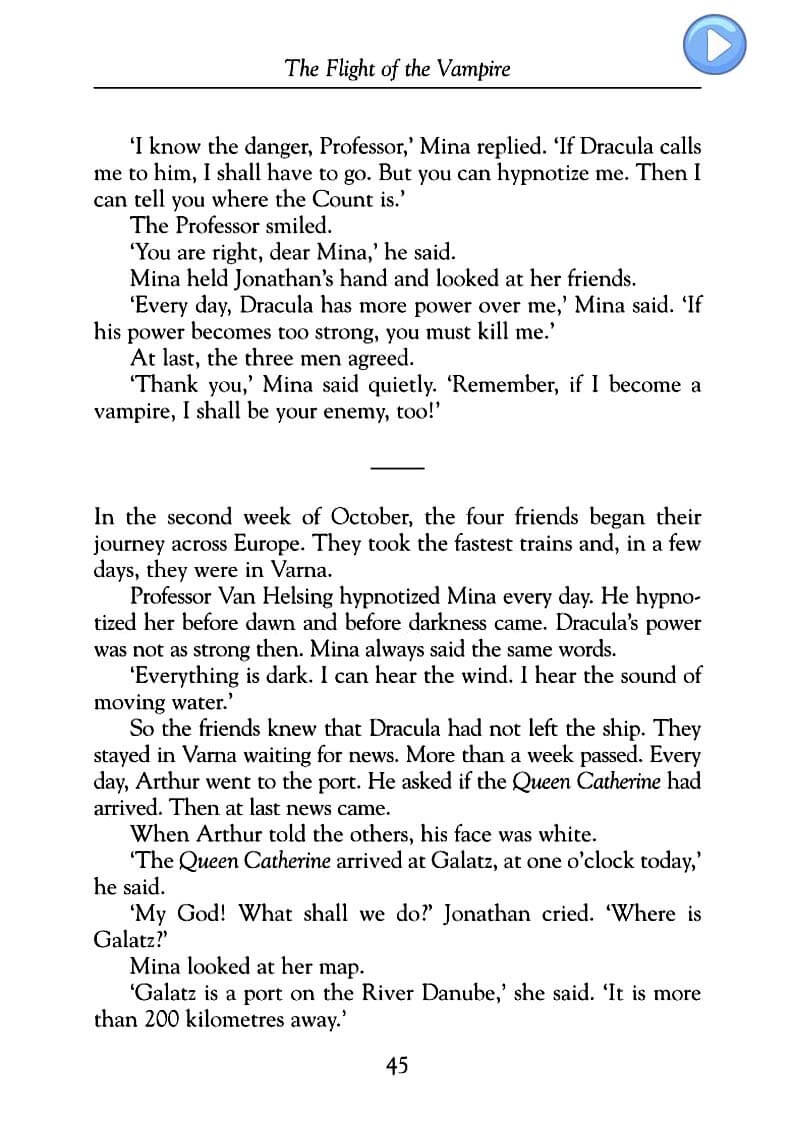 The Flight of the Vampire
‘I know the danger, Professor,’ Mina replied. ‘If Dracula calls
me to him, I shall have to go. But you can hypnotize me. Then I
can tell you where the Count is.’
The Professor smiled.
‘You are right, dear Mina,’ he said.
Mina held Jonathan’s hand and looked at her friends.
‘Every day, Dracula has more power over me,’ Mina said. ‘If
his power becomes too strong, you must kill me.’
At last, the three men agreed.
‘Thank you,’ Mina said quietly. ‘Remember, if I become a
vampire, I shall be your enemy, too!’
In the second week of October, the four friends began their
journey across Europe. They took the fastest trains and, in a few
days, they were in Varna.
Professor Van Helsing hypnotized Mina every day. He hypno-
tized her before dawn and before darkness came. Dracula’s power
was not as strong then. Mina always said the same words.
‘Everything is dark. I can hear the wind. I hear the sound of
moving water.’
So the friends knew that Dracula had not left the ship. They
stayed in Varna waiting for news. More than a week passed. Every
day, Arthur went to the port. He asked if the Queen Catherine had
arrived. Then at last news came.
When Arthur told the others, his face was white.
‘The Queen Catherine arrived at Galatz, at one o’clock today,’
he said.
‘My God! What shall we do?’ Jonathan cried. ‘Where is
Galatz?’
Mina looked at her map.
‘Galatz is a port on the River Danube,’ she said. ‘It is more
than 200 kilometres away.’
45